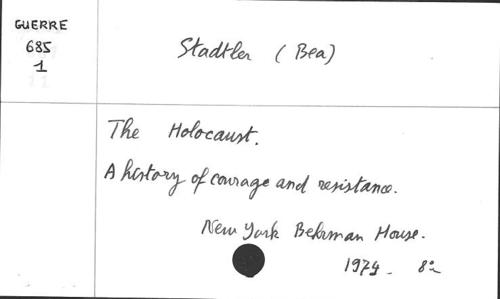 GUERRE
685
1
Stadtler (Bea)
The Holocaust.
A history of courage and resistance.
New York Behrman House.
1974. 8°